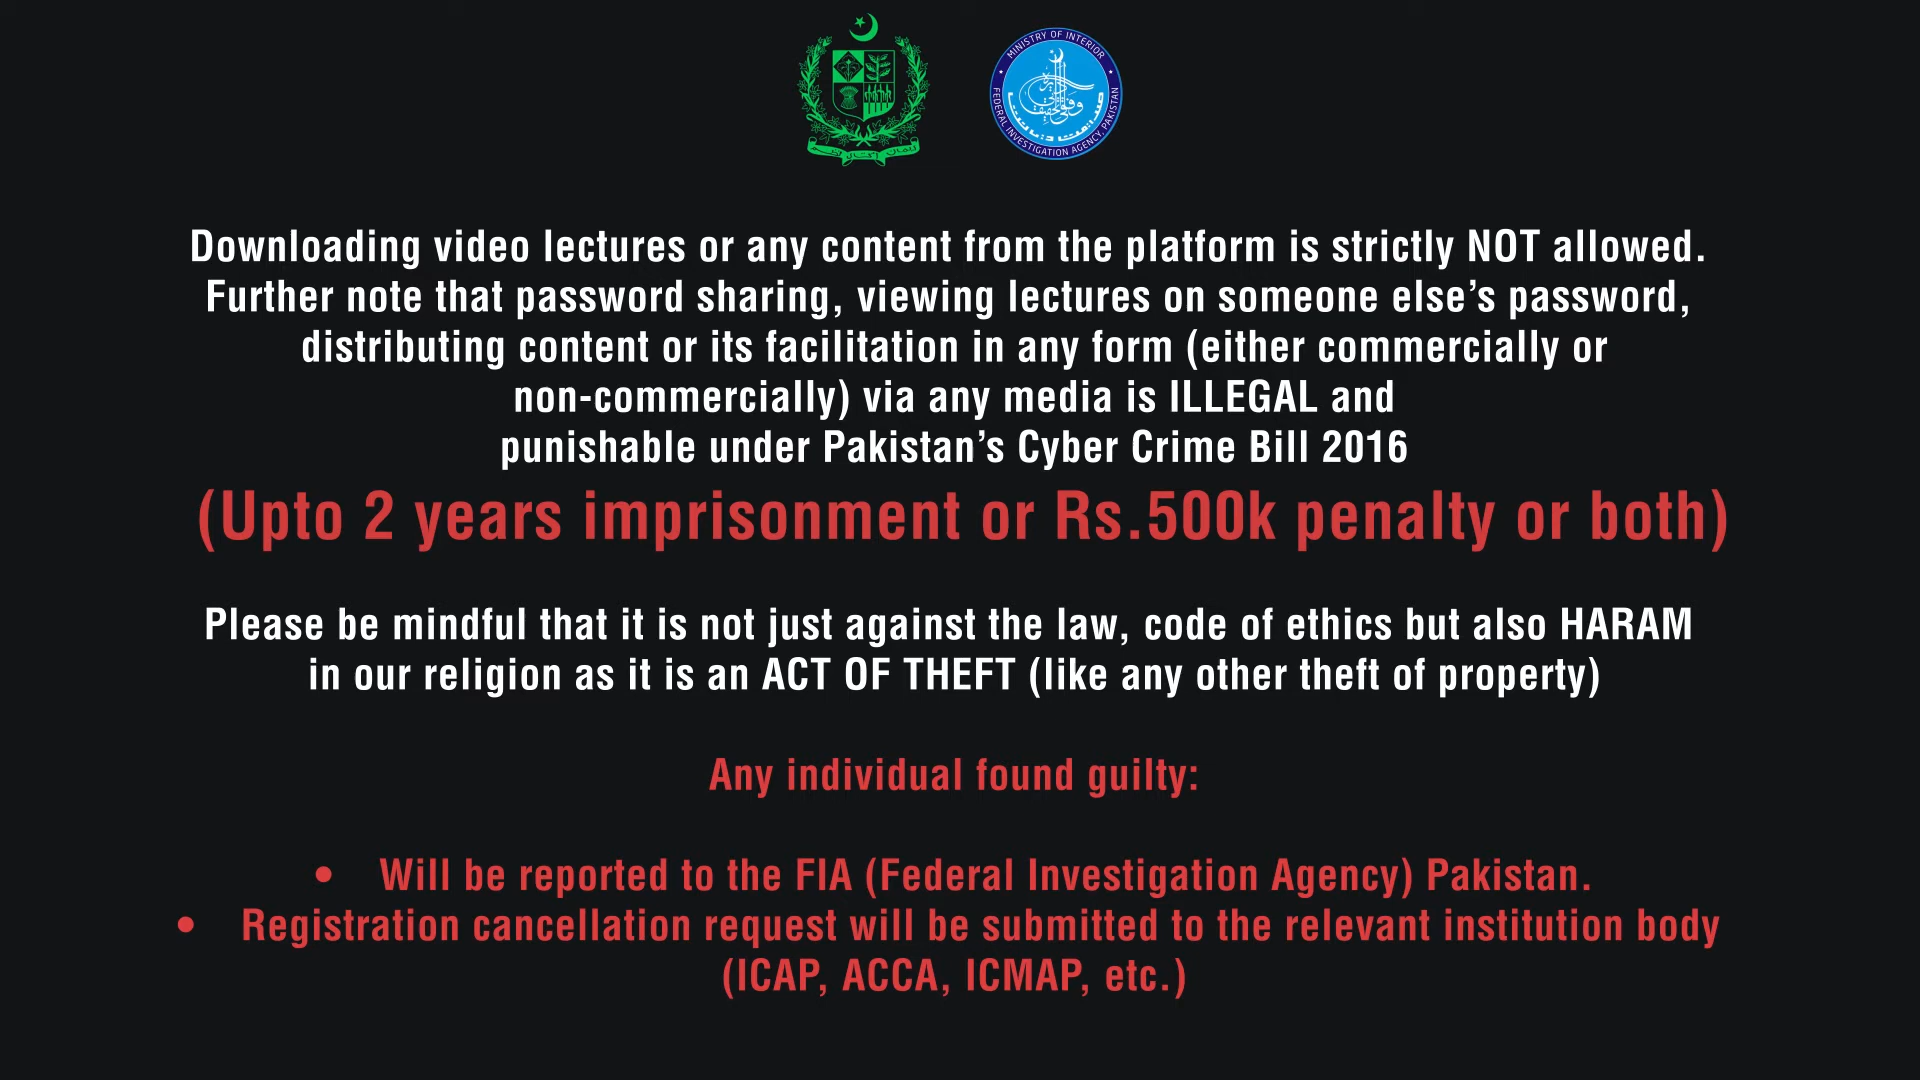 MINISTRY OF INTERIOR
FEDERAL INVESTIGATION AGENCY, PAKISTAN
Downloading video lectures or any content from the platform is strictly NOT allowed.
Further note that password sharing, viewing lectures on someone else’s password,
distributing content or its facilitation in any form (either commercially or
non-commercially) via any media is ILLEGAL and
punishable under Pakistan’s Cyber Crime Bill 2016
(Upto 2 years imprisonment or Rs.500k penalty or both)
Please be mindful that it is not just against the law, code of ethics but also HARAM
in our religion as it is an ACT OF THEFT (like any other theft of property)
Any individual found guilty:
• Will be reported to the FIA (Federal Investigation Agency) Pakistan.
• Registration cancellation request will be submitted to the relevant institution body
(ICAP, ACCA, ICMAP, etc.)